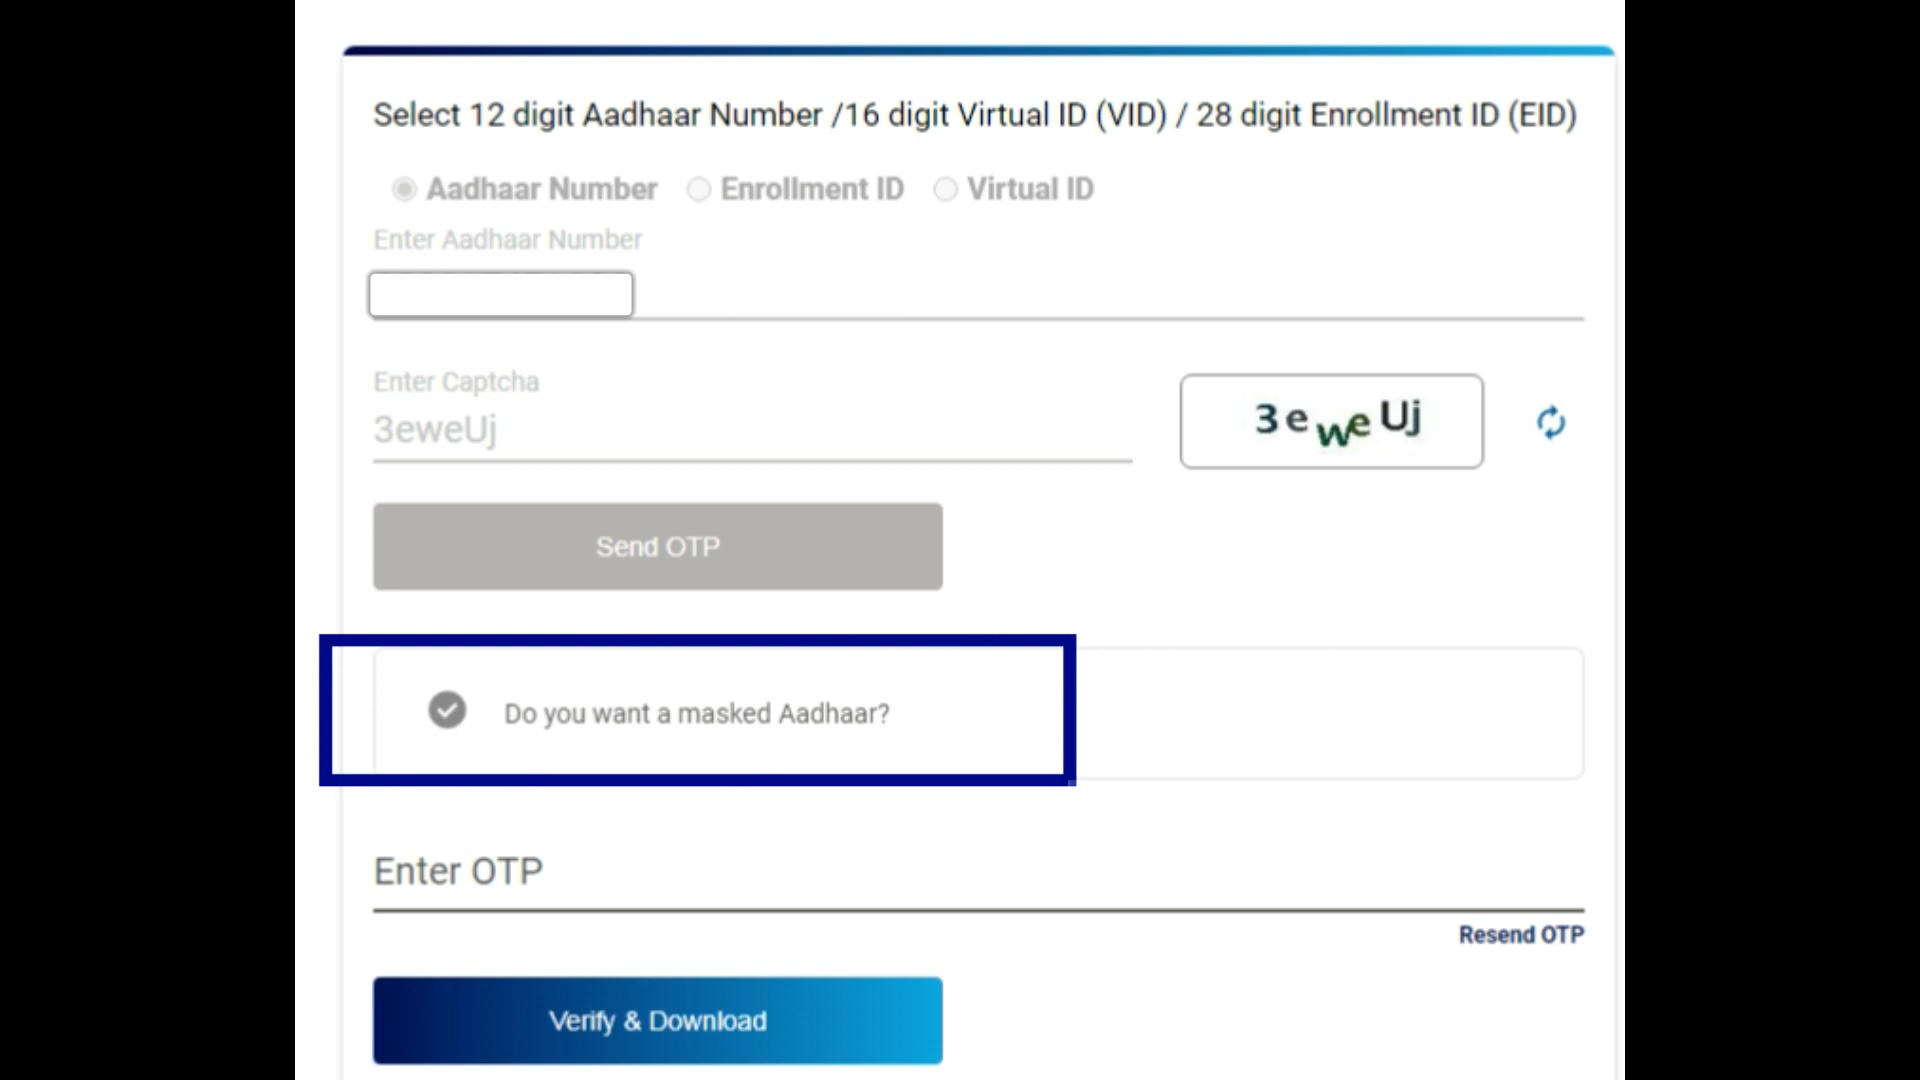 Select 12 digit Aadhaar Number /16 digit Virtual ID (VID) / 28 digit Enrollment ID (EID)
Aadhaar Number Enrollment ID Virtual ID
Enter Aadhaar Number
Enter Captcha
3eweUj
3eweUj
Send OTP
Do you want a masked Aadhaar?
Enter OTP
Resend OTP
Verify & Download